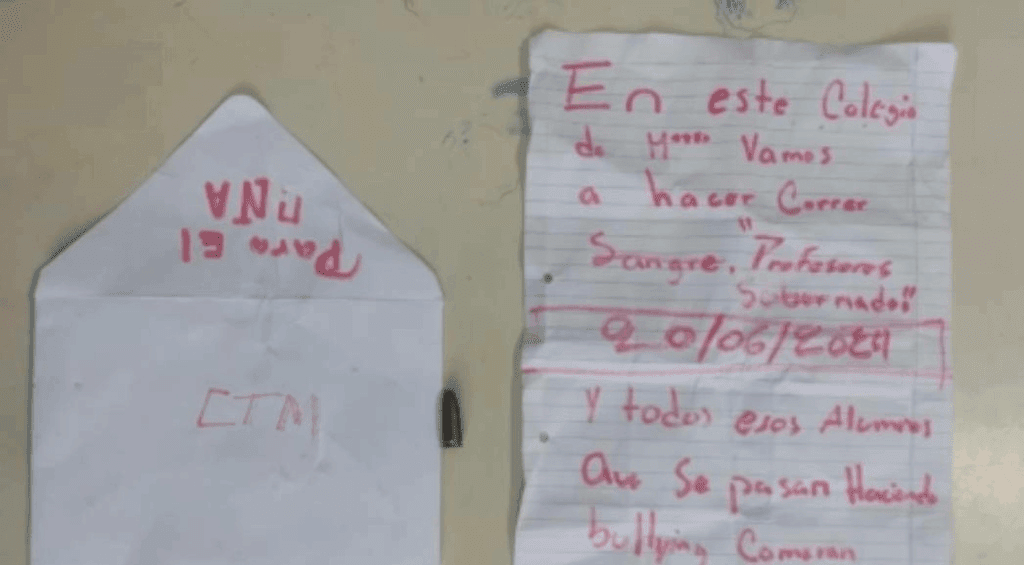 Para El
niNA
CTM
En este Colegio
de M**** Vamos
a hacer Correr
Sangre. "Profesores
Sobornados"
20/06/2024
Y todos esos Alumnos
Que Se pasan Haciendo
bullying Comeran